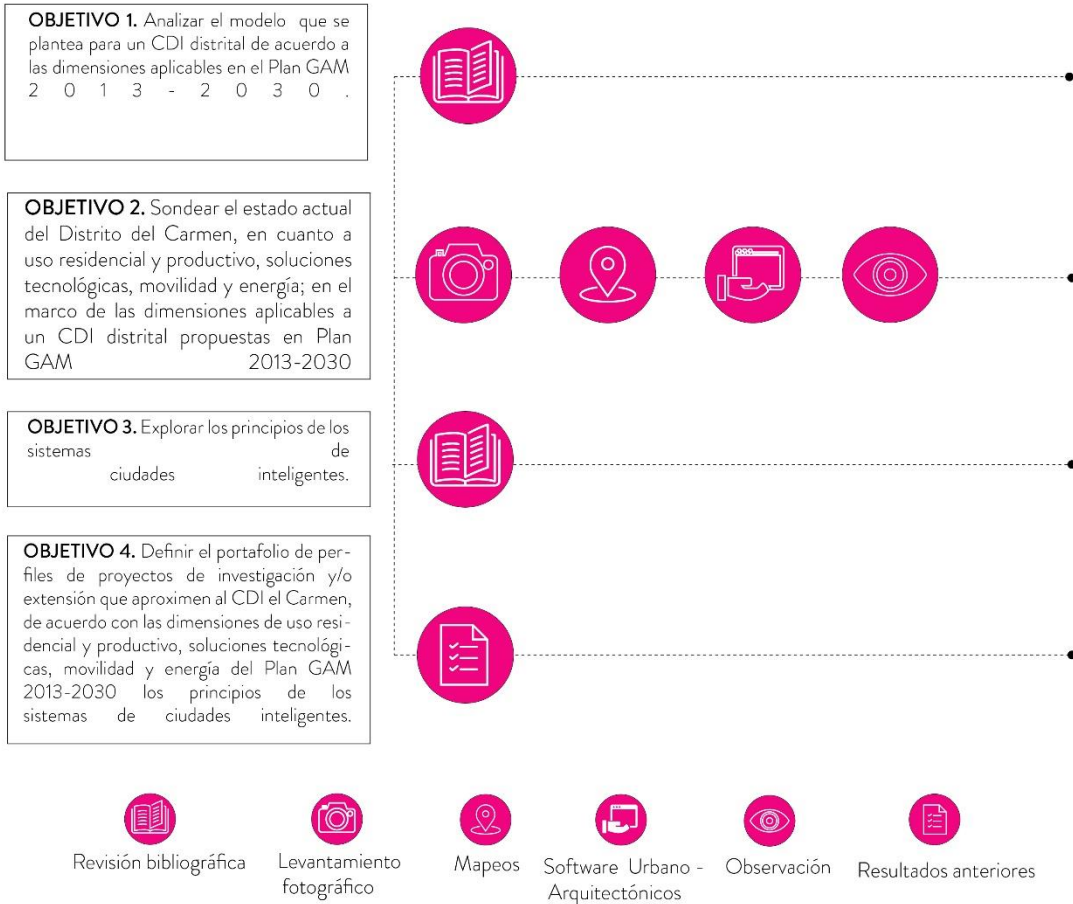 OBJETIVO 1. Analizar el modelo que se
plantea para un CDI distrital de acuerdo a
las dimensiones aplicables en el Plan GAM
2 0 1 3 - 2 0 3 0 .
OBJETIVO 2. Sondear el estado actual
del Distrito del Carmen, en cuanto a
uso residencial y productivo, soluciones
tecnológicas, movilidad y energía; en el
marco de las dimensiones aplicables a
un CDI distrital propuestas en Plan
GAM 2013-2030
OBJETIVO 3. Explorar los principios de los
sistemas de
ciudades inteligentes.
OBJETIVO 4. Definir el portafolio de per-
files de proyectos de investigación y/o
extensión que aproximen al CDI el Carmen,
de acuerdo con las dimensiones de uso resi-
dencial y productivo, soluciones tecnológi-
cas, movilidad y energía del Plan GAM
2013-2030 los principios de los
sistemas de ciudades inteligentes.
Revisión bibliográfica
Levantamiento
fotográfico
Mapeos
Software Urbano -
Arquitectónicos
Observación
Resultados anteriores